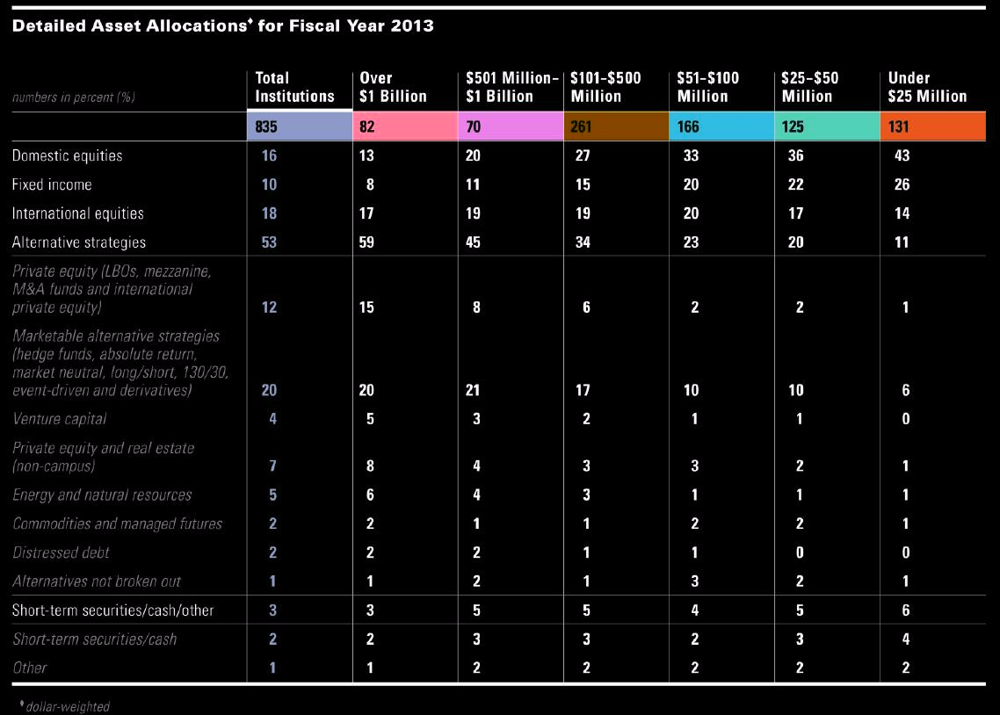 Detailed Asset Allocations♦ for Fiscal Year 2013
numbers in percent (%) Total Institutions Over $1 Billion $501 Million–$1 Billion $101–$500 Million $51–$100 Million $25–$50 Million Under $25 Million
835 82 70 261 166 125 131
Domestic equities 16 13 20 27 33 36 43
Fixed income 10 8 11 15 20 22 26
International equities 18 17 19 19 20 17 14
Alternative strategies 53 59 45 34 23 20 11
Private equity (LBOs, mezzanine,
M&A funds and international
private equity) 12 15 8 6 2 2 1
Marketable alternative strategies
(hedge funds, absolute return,
market neutral, long/short, 130/30,
event-driven and derivatives) 20 20 21 17 10 10 6
Venture capital 4 5 3 2 1 1 0
Private equity and real estate
(non-campus) 7 8 4 3 3 2 1
Energy and natural resources 5 6 4 3 1 1 1
Commodities and managed futures 2 2 1 1 2 2 1
Distressed debt 2 2 2 1 1 0 0
Alternatives not broken out 1 1 2 1 3 2 1
Short-term securities/cash/other 3 3 5 5 4 5 6
Short-term securities/cash 2 2 3 3 2 3 4
Other 1 1 2 2 2 2 2
♦dollar-weighted